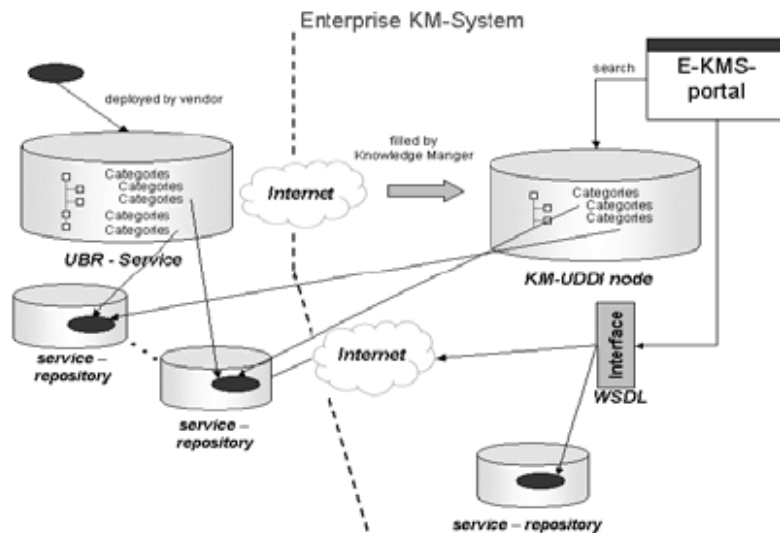 Enterprise KM-System
deployed by vendor
Categories
Categories
Categories
Categories
Categories
UBR - Service
Internet
filled by
Knowledge Manger
search
E-KMS-
portal
Categories
Categories
Categories
KM-UDDI node
service –
repository
service –
repository
Internet
Interface
WSDL
service – repository